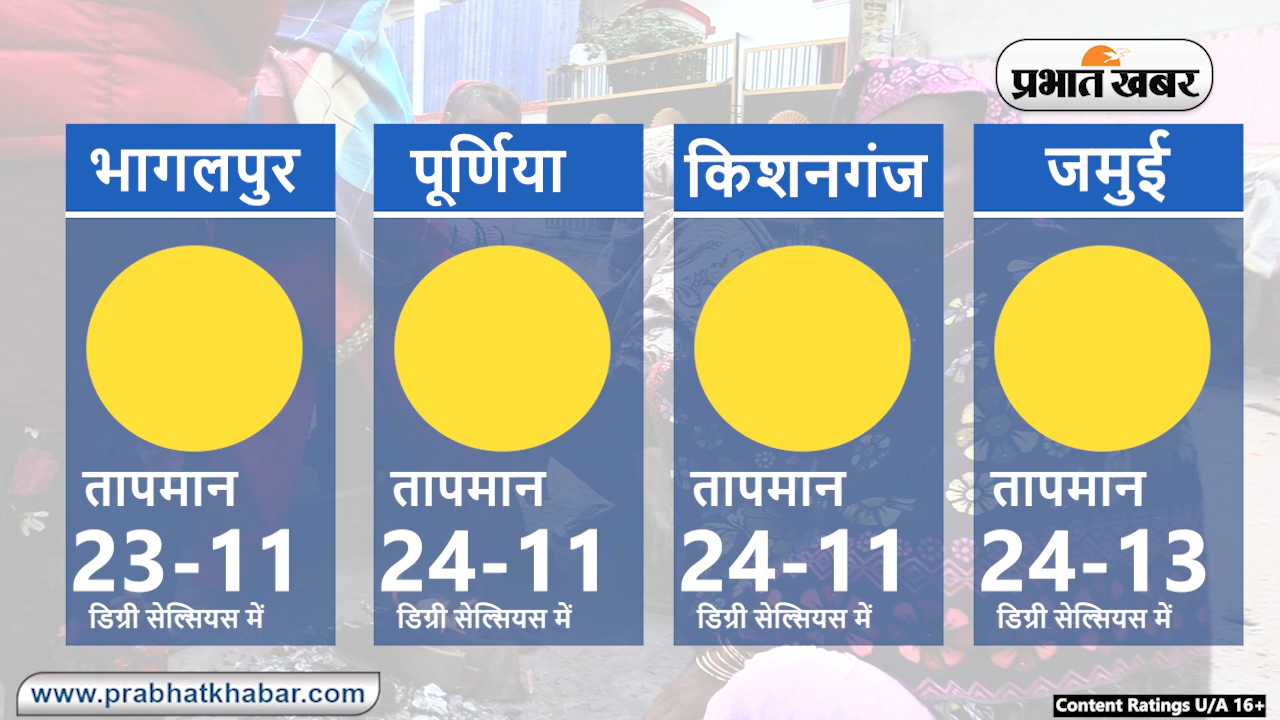 प्रभात खबर
भागलपुर
तापमान
23-11
डिग्री सेल्सियस में
पूर्णिया
तापमान
24-11
डिग्री सेल्सियस में
किशनगंज
तापमान
24-11
डिग्री सेल्सियस में
जमुई
तापमान
24-13
डिग्री सेल्सियस में
www.prabhatkhabar.com
Content Ratings U/A 16+